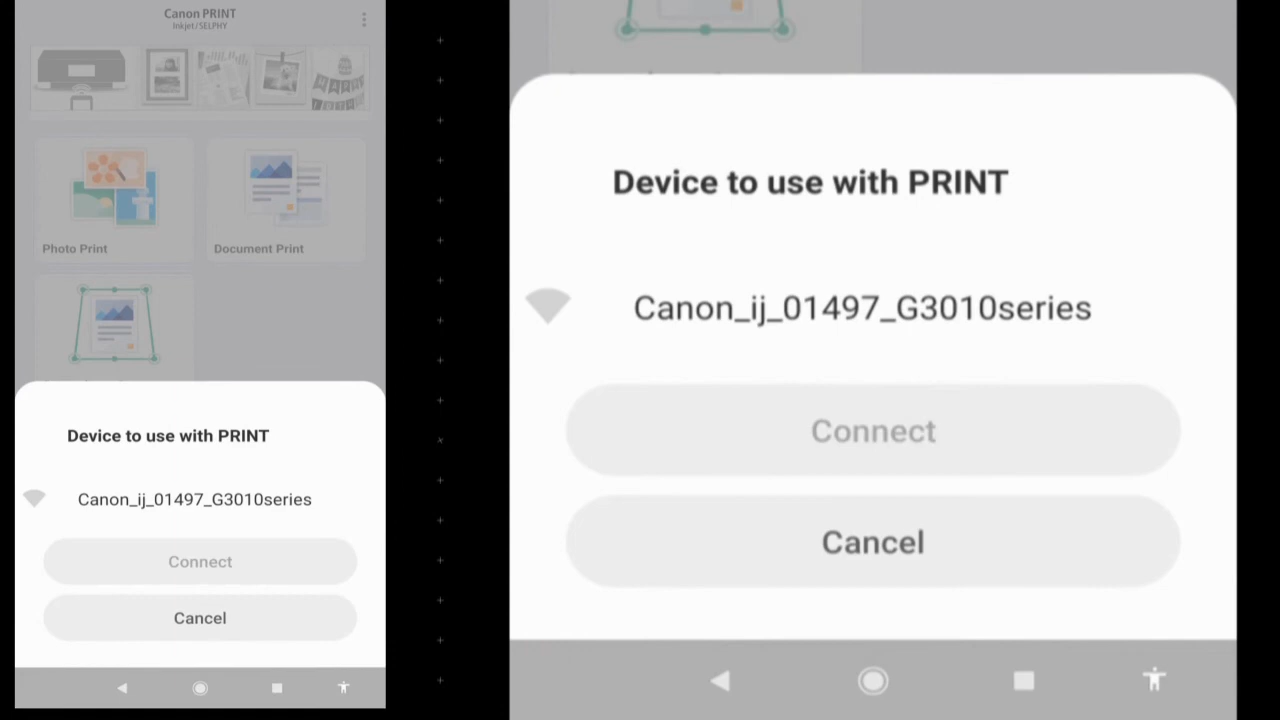 Canon PRINT
Inkjet/SELPHY
Photo Print
Document Print
Device to use with PRINT
Canon_ij_01497_G3010series
Connect
Cancel
Device to use with PRINT
Canon_ij_01497_G3010series
Connect
Cancel